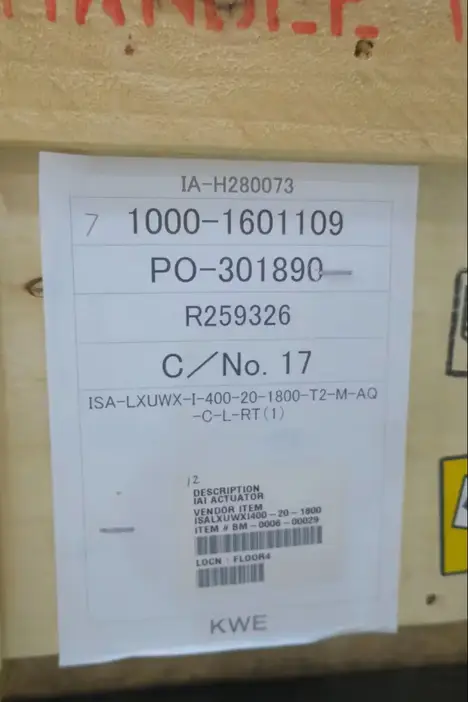 HANDLE
IA-H280073
7 1000-1601109
PO-301890
R259326
C/No. 17
ISA-LXUWX-I-400-20-1800-T2-M-AQ
-C-L-RT(1)
12
DESCRIPTION
IAI ACTUATOR
VENDOR ITEM
ISALXUWXI400-20-1800
ITEM # BM-0006-00029
LOCN : FLOOR4
KWE